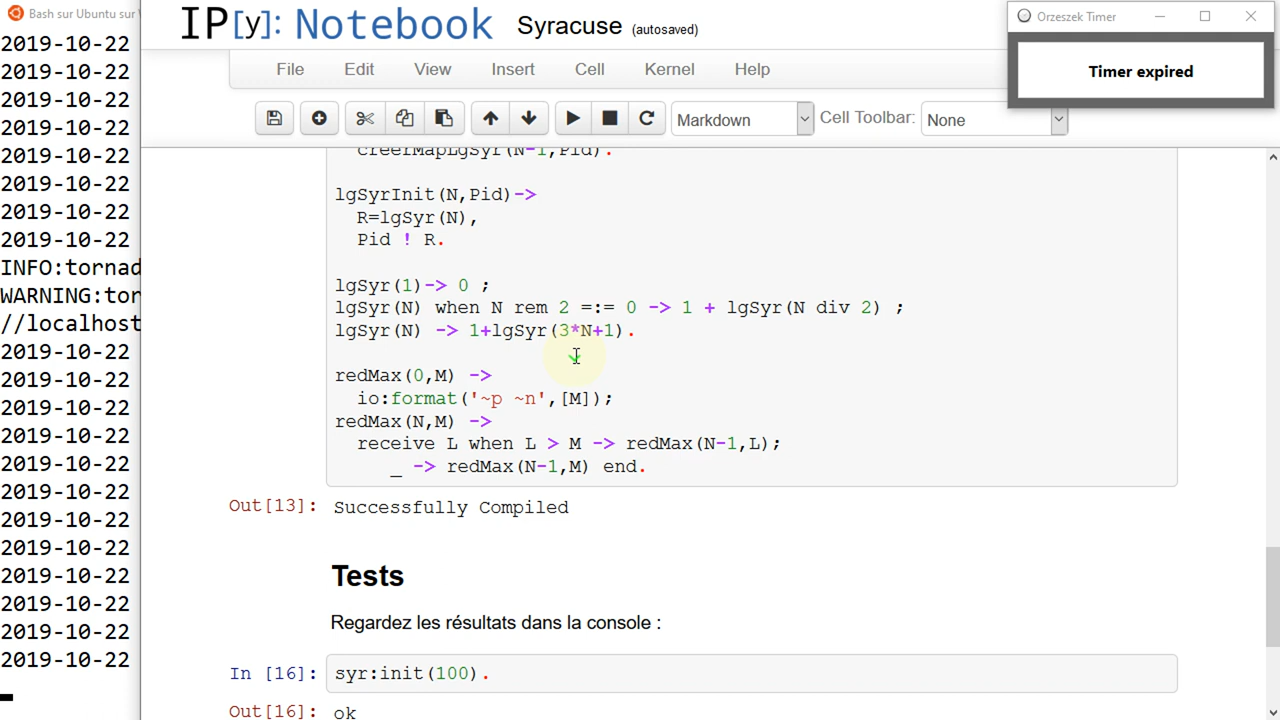 Bash sur Ubuntu sur
IP[y]: Notebook Syracuse (autosaved)
Orzeszek Timer
Timer expired
File Edit View Insert Cell Kernel Help
Markdown Cell Toolbar: None
2019-10-22
2019-10-22
2019-10-22
2019-10-22
2019-10-22
2019-10-22
2019-10-22
2019-10-22
INFO:tornad
WARNING:tor
//localhost
2019-10-22
2019-10-22
2019-10-22
2019-10-22
2019-10-22
2019-10-22
2019-10-22
2019-10-22
2019-10-22
2019-10-22
2019-10-22
2019-10-22
creerMapLgSyr(N-1,Pid).
lgSyrInit(N,Pid)->
R=lgSyr(N),
Pid ! R.
lgSyr(1)-> 0 ;
lgSyr(N) when N rem 2 =:= 0 -> 1 + lgSyr(N div 2) ;
lgSyr(N) -> 1+lgSyr(3*N+1).
redMax(0,M) ->
io:format('~p ~n',[M]);
redMax(N,M) ->
receive L when L > M -> redMax(N-1,L);
_ -> redMax(N-1,M) end.
Out[13]: Successfully Compiled
Tests
Regardez les résultats dans la console :
In [16]: syr:init(100).
Out[16]: ok